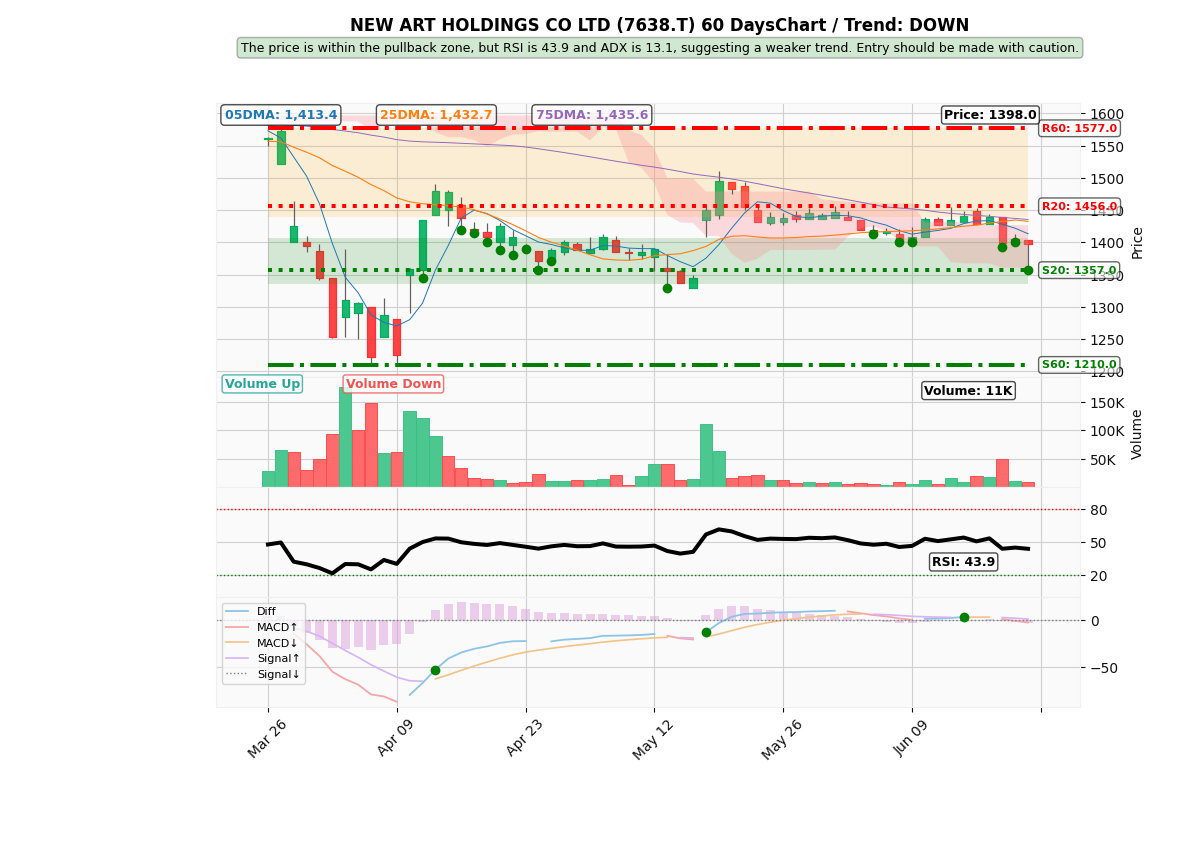 NEW ART HOLDINGS CO LTD (7638.T) 60 DaysChart / Trend: DOWN
The price is within the pullback zone, but RSI is 43.9 and ADX is 13.1, suggesting a weaker trend. Entry should be made with caution.
05DMA: 1,413.4
25DMA: 1,432.7
75DMA: 1,435.6
Price: 1398.0
1600
R60: 1577.0
1550
1500
R20: 1456.0
1450
1400
S20: 1357.0
1350
1300
1250
S60: 1210.0
1200
Price
Volume Up
Volume Down
Volume: 11K
150K
100K
50K
Volume
80
50
20
RSI: 43.9
Diff
MACD↑
MACD↓
Signal↑
Signal↓
0
−50
Mar 26
Apr 09
Apr 23
May 12
May 26
Jun 09